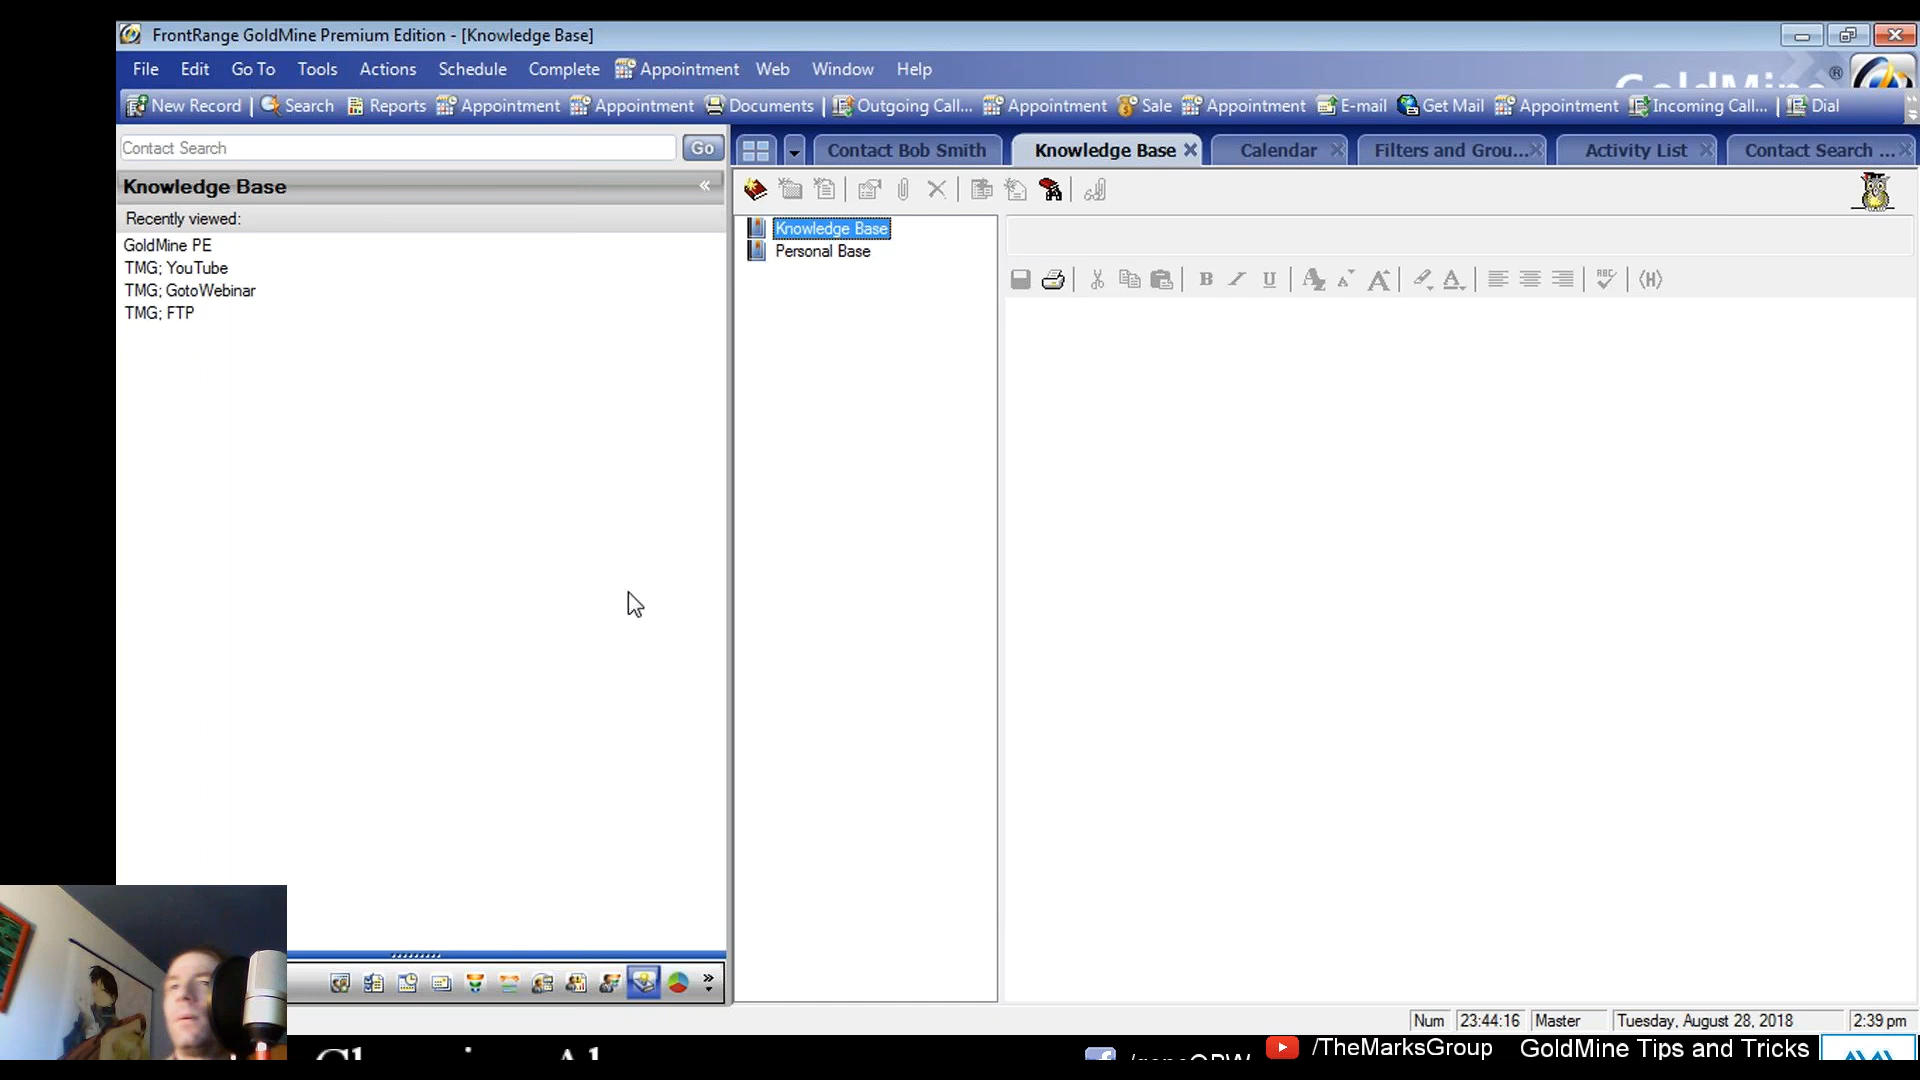 FrontRange GoldMine Premium Edition - [Knowledge Base]
File Edit Go To Tools Actions Schedule Complete Appointment Web Window Help
GoldMine ®
New Record Search Reports Appointment Appointment Documents Outgoing Call... Appointment Sale Appointment E-mail Get Mail Appointment Incoming Call... Dial
Contact Search Go
Contact Bob Smith Knowledge Base Calendar Filters and Grou... Activity List Contact Search ...
Knowledge Base
Recently viewed:
GoldMine PE
TMG; YouTube
TMG; GotoWebinar
TMG; FTP
Knowledge Base
Personal Base
B I U A A A A ABC (H)
Num 23:44:16 Master Tuesday, August 28, 2018 2:39 pm
/TheMarksGroup GoldMine Tips and Tricks